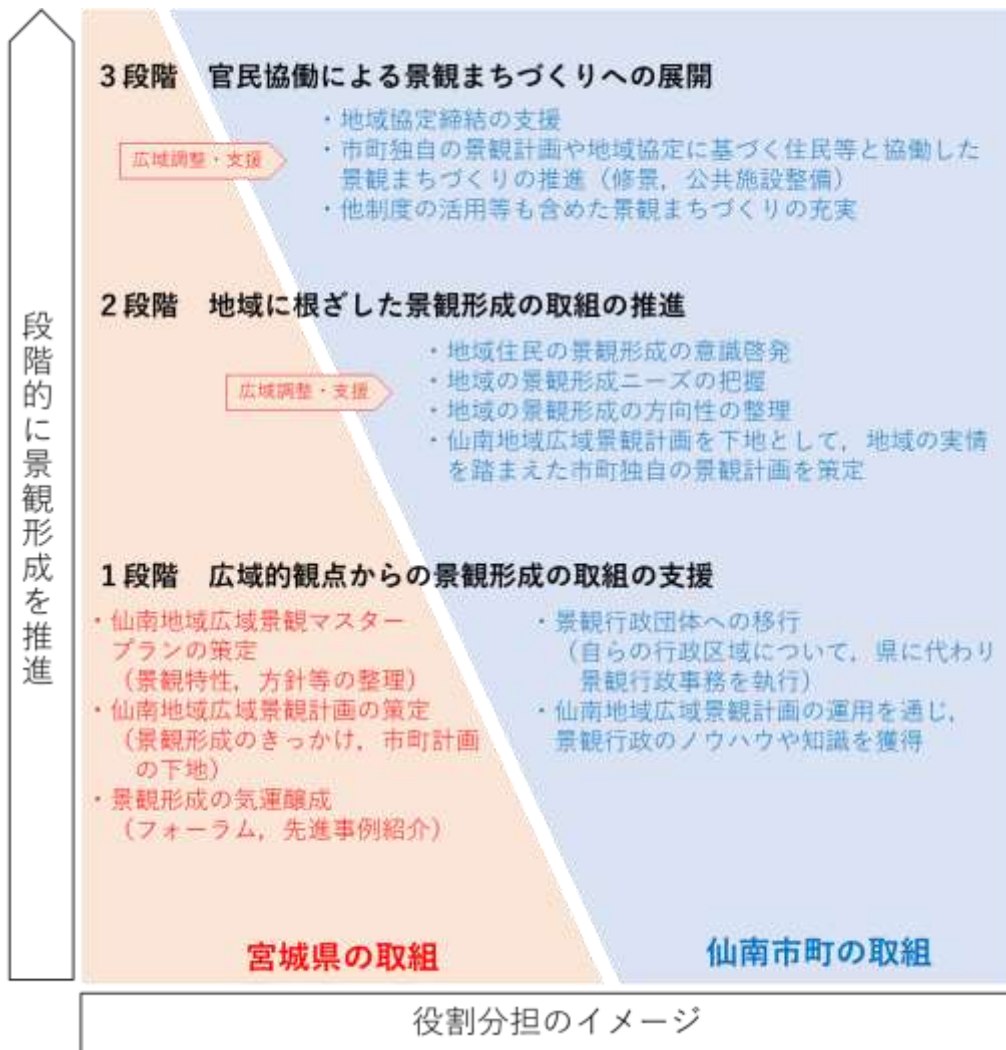 段階的に景観形成を推進
3段階　官民協働による景観まちづくりへの展開
広域調整・支援
・地域協定締結の支援
・市町独自の景観計画や地域協定に基づく住民等と協働した
景観まちづくりの推進（修景，公共施設整備）
・他制度の活用等も含めた景観まちづくりの充実
2段階　地域に根ざした景観形成の取組の推進
広域調整・支援
・地域住民の景観形成の意識啓発
・地域の景観形成ニーズの把握
・地域の景観形成の方向性の整理
・仙南地域広域景観計画を下地として，地域の実情
を踏まえた市町独自の景観計画を策定
1段階　広域的観点からの景観形成の取組の支援
・仙南地域広域景観マスター
プランの策定
（景観特性，方針等の整理）
・仙南地域広域景観計画の策定
（景観形成のきっかけ，市町計画
の下地）
・景観形成の気運醸成
（フォーラム，先進事例紹介）
・景観行政団体への移行
（自らの行政区域について，県に代わり
景観行政事務を執行）
・仙南地域広域景観計画の運用を通じ，
景観行政のノウハウや知識を獲得
宮城県の取組
仙南市町の取組
役割分担のイメージ